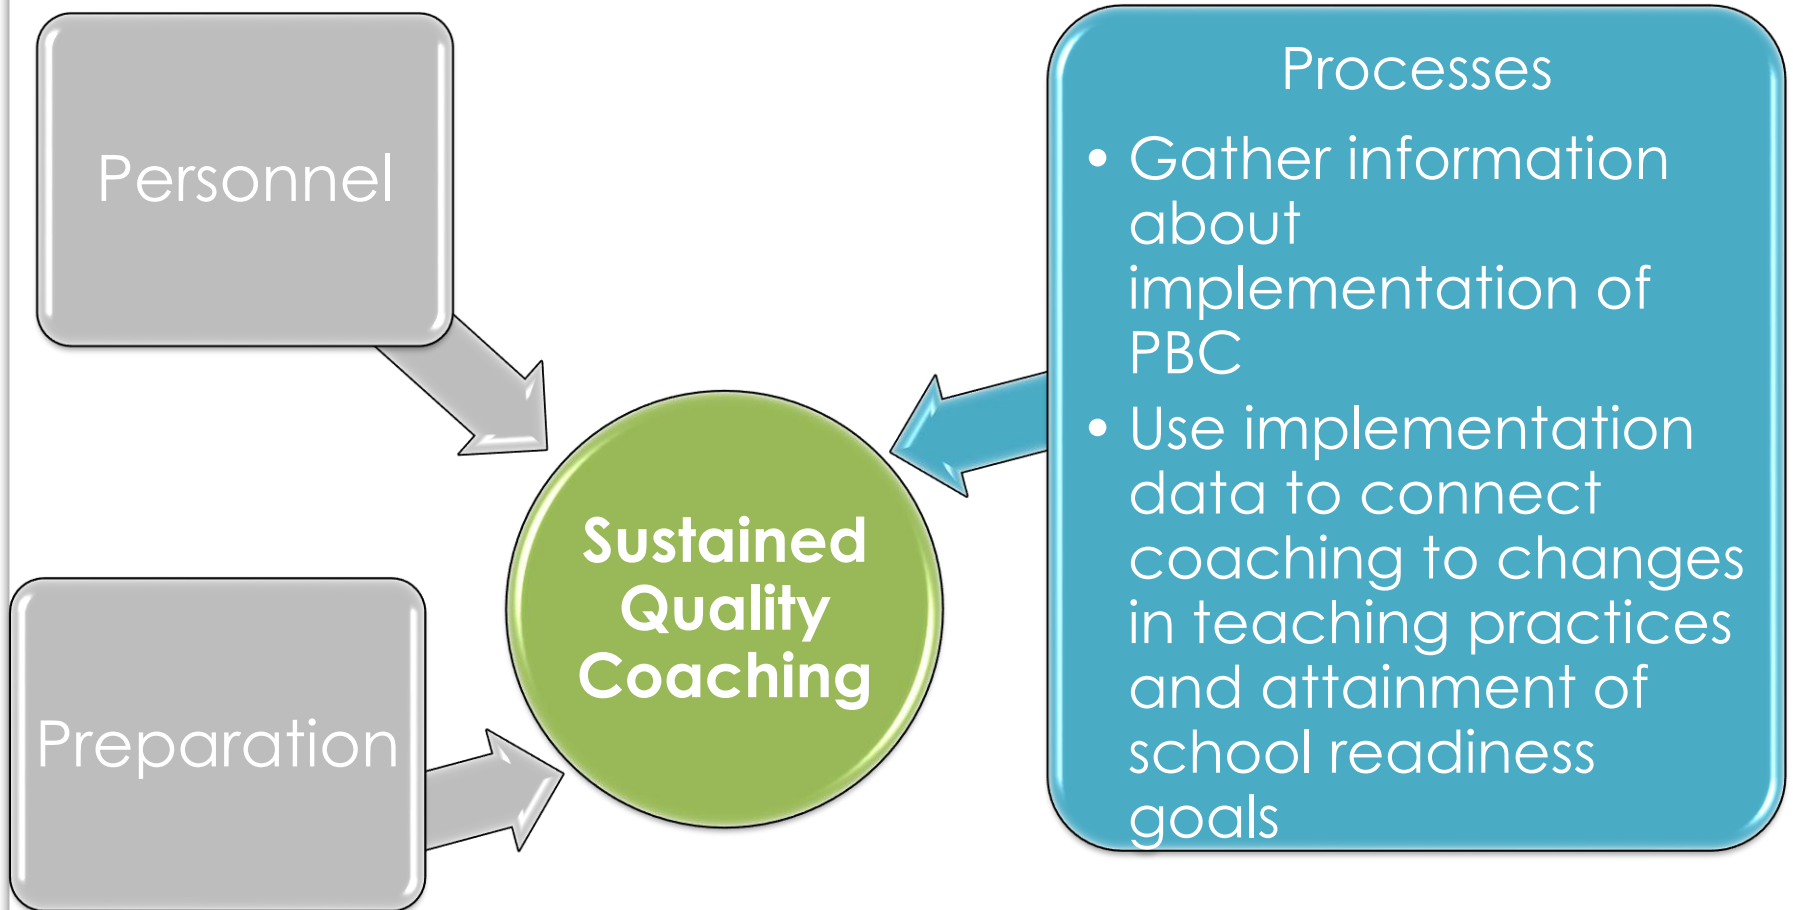 Personnel
Preparation
Sustained
Quality
Coaching
Processes
• Gather information
about
implementation of
PBC
• Use implementation
data to connect
coaching to changes
in teaching practices
and attainment of
school readiness
goals